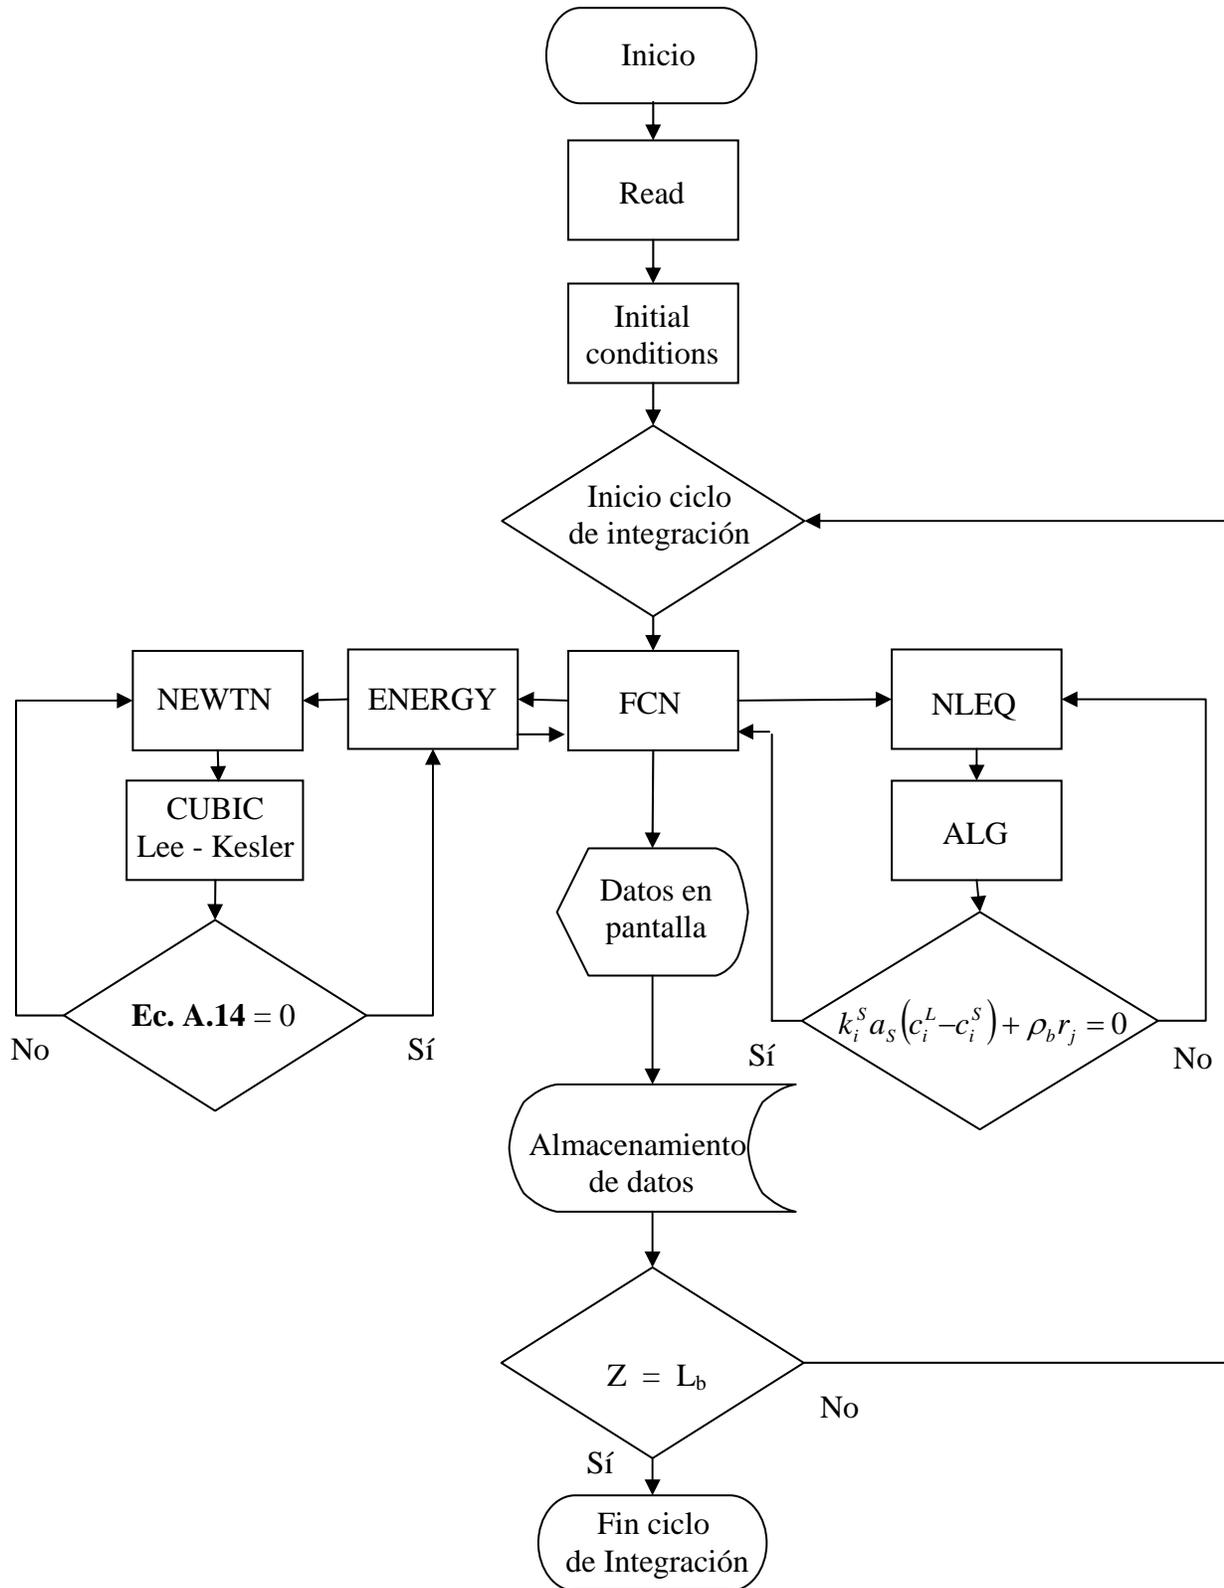 Inicio
Read
Initial
conditions
Inicio ciclo
de integración
NEWTN
ENERGY
FCN
NLEQ
CUBIC
Lee - Kesler
ALG
Datos en
pantalla
Ec. A.14 = 0
No
Sí
k_i^S a_S(c_i^L−c_i^S)+ρ_b r_j = 0
Sí
No
Almacenamiento
de datos
Z = L_b
No
Sí
Fin ciclo
de Integración